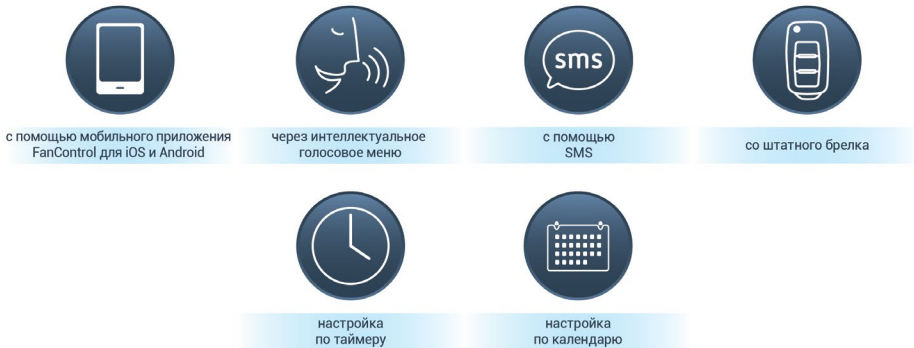 sms
с помощью мобильного приложения
FanControl для iOS и Android
через интеллектуальное
голосовое меню
с помощью
SMS
со штатного брелка
настройка
по таймеру
настройка
по календарю